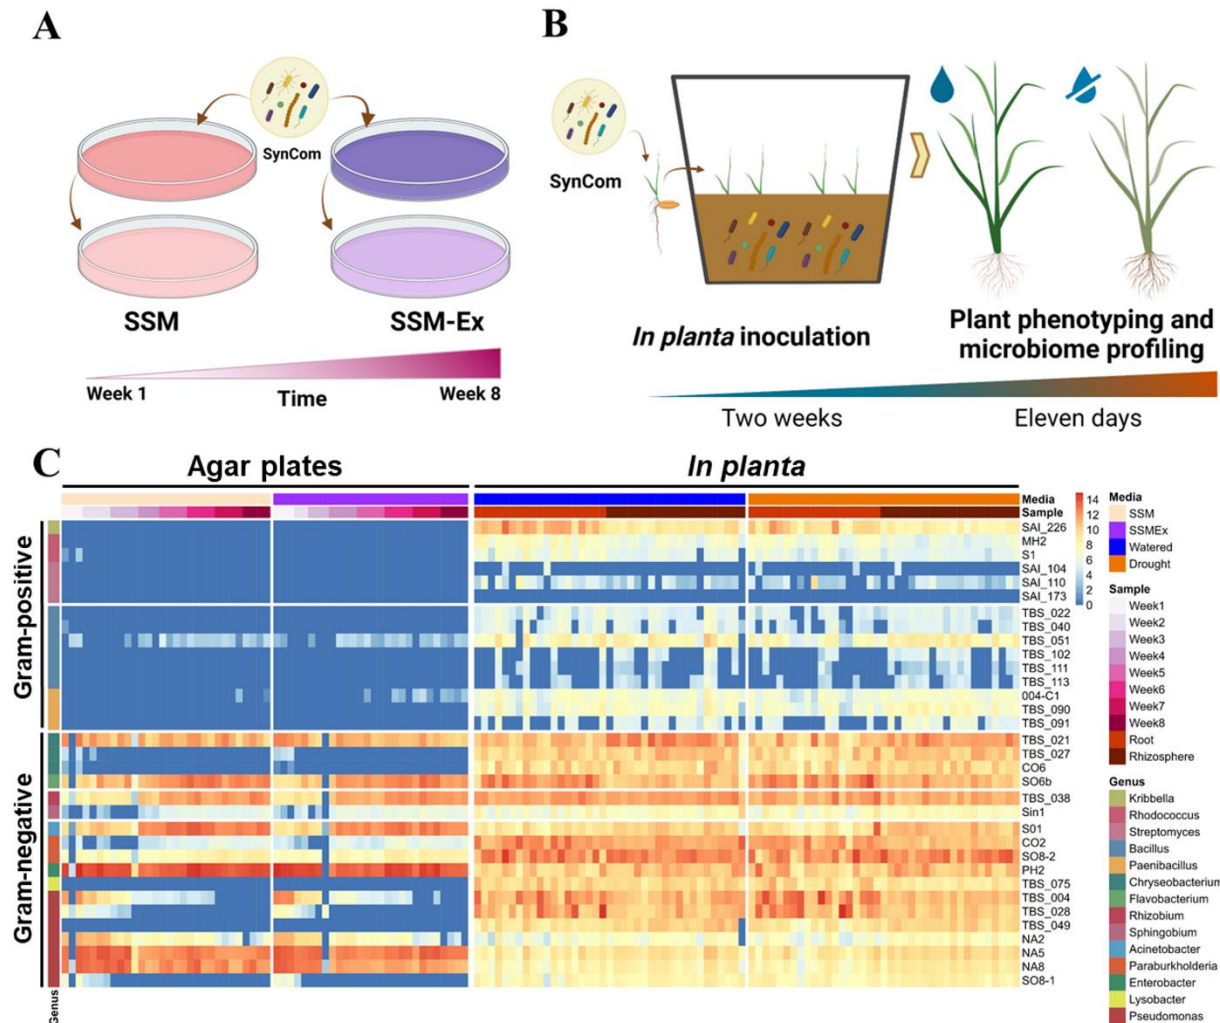 A
B
SynCom
SynCom
SSM
SSM-Ex
In planta inoculation
Plant phenotyping and
microbiome profiling
Week 1
Time
Week 8
Two weeks
Eleven days
C
Agar plates
In planta
Media
Sample
Gram-positive
Gram-negative
Genus
SAI_226
MH2
S1
SAI_104
SAI_110
SAI_173
TBS_022
TBS_040
TBS_051
TBS_102
TBS_111
TBS_113
004-C1
TBS_090
TBS_091
TBS_021
TBS_027
CO6
SO6b
TBS_038
Sin1
S01
CO2
SO8-2
PH2
TBS_075
TBS_004
TBS_028
TBS_049
NA2
NA5
NA8
SO8-1
14
12
10
8
6
4
2
0
Media
SSM
SSMEx
Watered
Drought
Sample
Week1
Week2
Week3
Week4
Week5
Week6
Week7
Week8
Root
Rhizosphere
Genus
Kribbella
Rhodococcus
Streptomyces
Bacillus
Paenibacillus
Chryseobacterium
Flavobacterium
Rhizobium
Sphingobium
Acinetobacter
Paraburkholderia
Enterobacter
Lysobacter
Pseudomonas